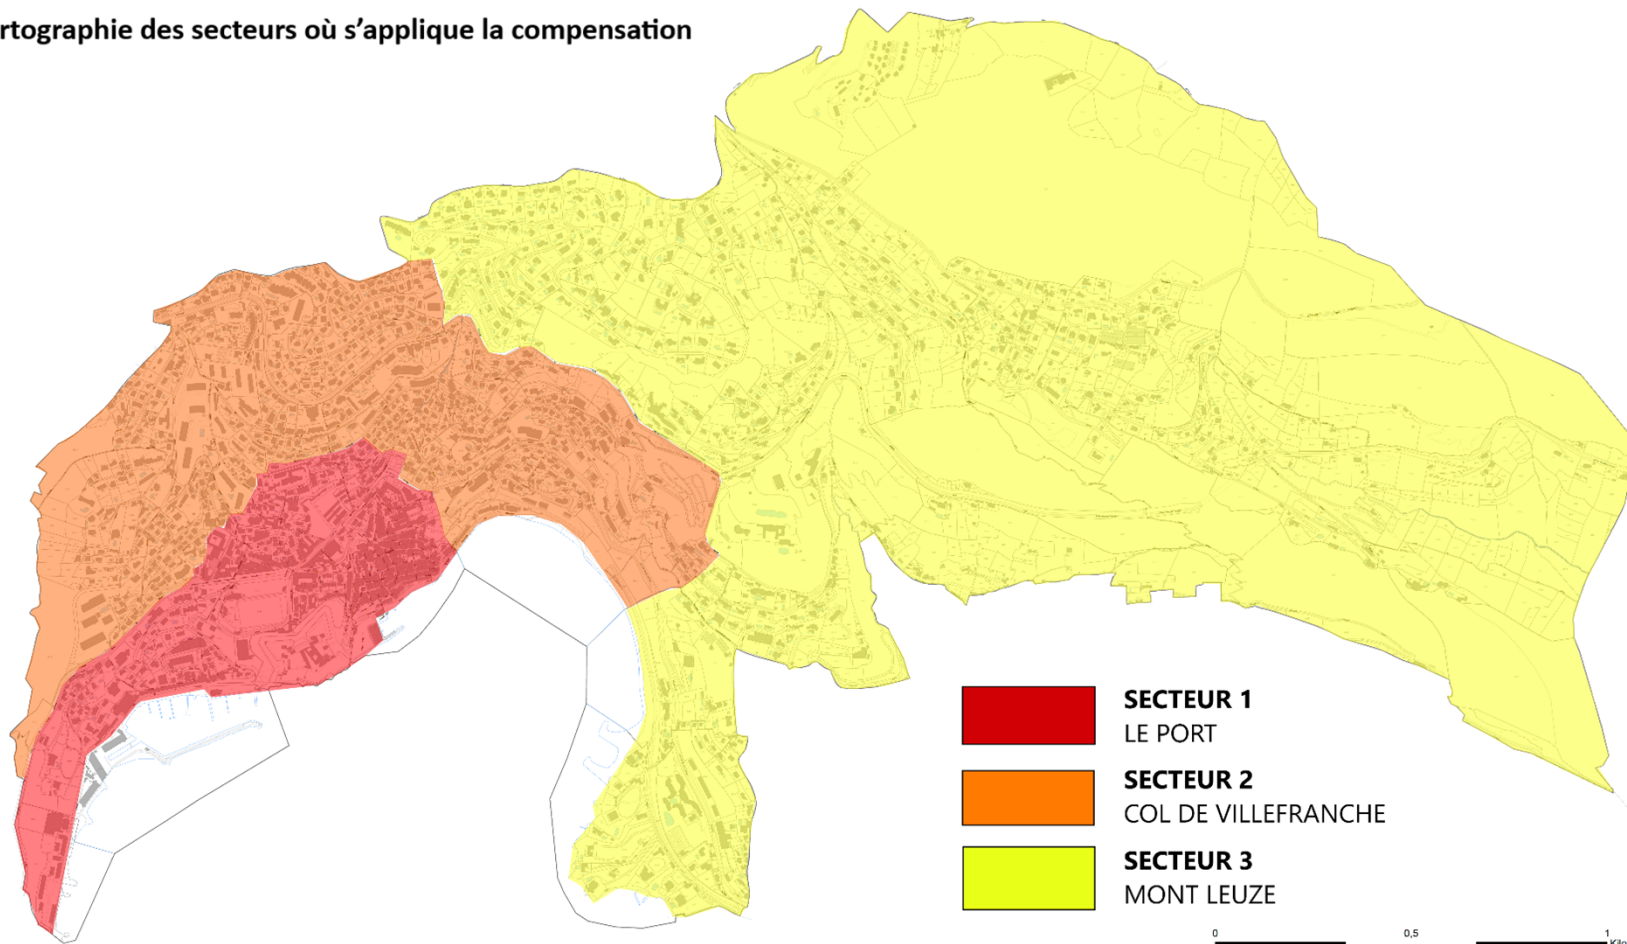 rtographie des secteurs où s’applique la compensation
SECTEUR 1
LE PORT
SECTEUR 2
COL DE VILLEFRANCHE
SECTEUR 3
MONT LEUZE
0 0,5 1
Kilo